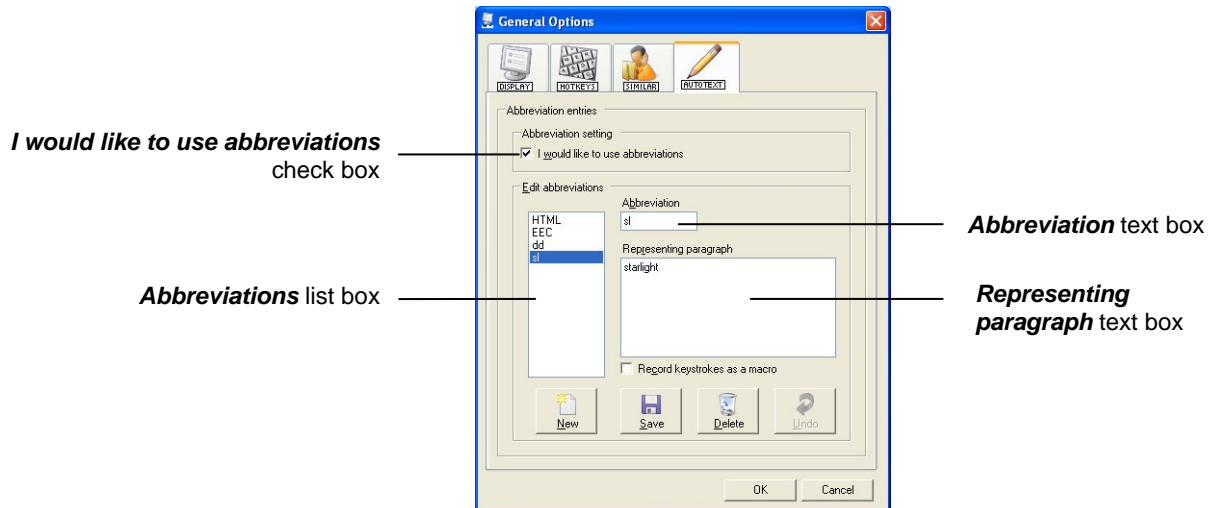 General Options
DISPLAY HOTKEYS SIMILAR AUTOTEXT
Abbreviation entries
I would like to use abbreviations
check box
Abbreviation setting
I would like to use abbreviations
Edit abbreviations
Abbreviation
HTML
EEC
dd
sl
sl
Abbreviation text box
Representing paragraph
starlight
Abbreviations list box
Representing
paragraph text box
Record keystrokes as a macro
New Save Delete Undo
OK Cancel